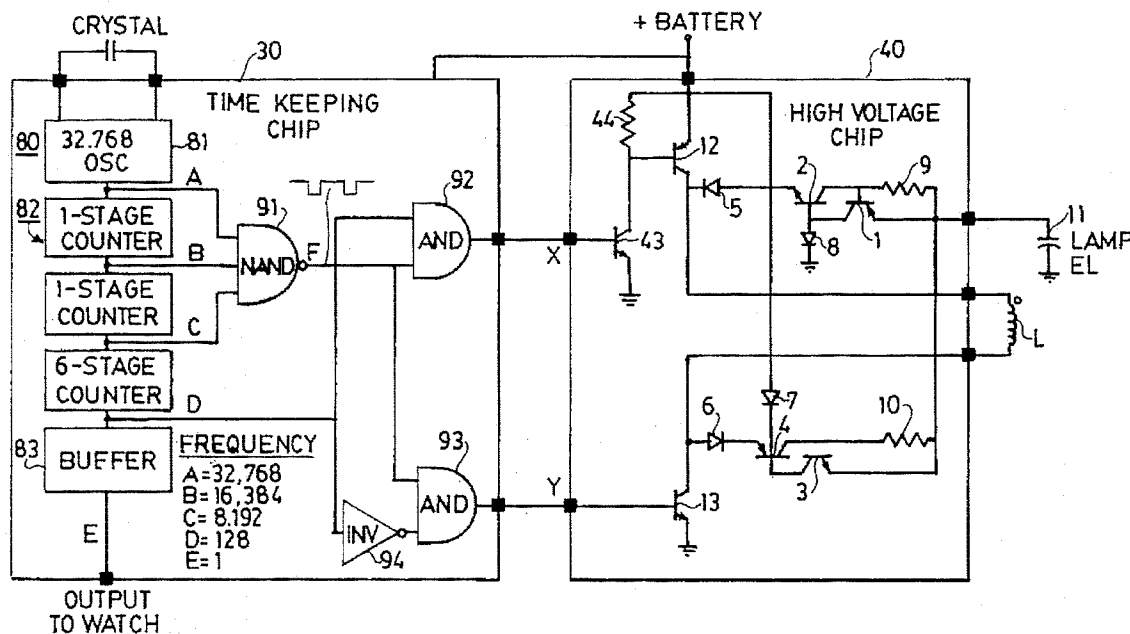 CRYSTAL
+ BATTERY
30
40
TIME KEEPING
CHIP
HIGH VOLTAGE
CHIP
80
32.768
OSC
81
A
82
1-STAGE
COUNTER
B
1-STAGE
COUNTER
C
6-STAGE
COUNTER
D
83
BUFFER
E
OUTPUT
TO WATCH
FREQUENCY
A=32,768
B=16,384
C=8.192
D=128
E=1
91
NAND
F
92
AND
93
AND
INV
94
X
Y
44
43
12
5
2
8
1
9
11
LAMP
EL
L
7
6
4
3
10
13